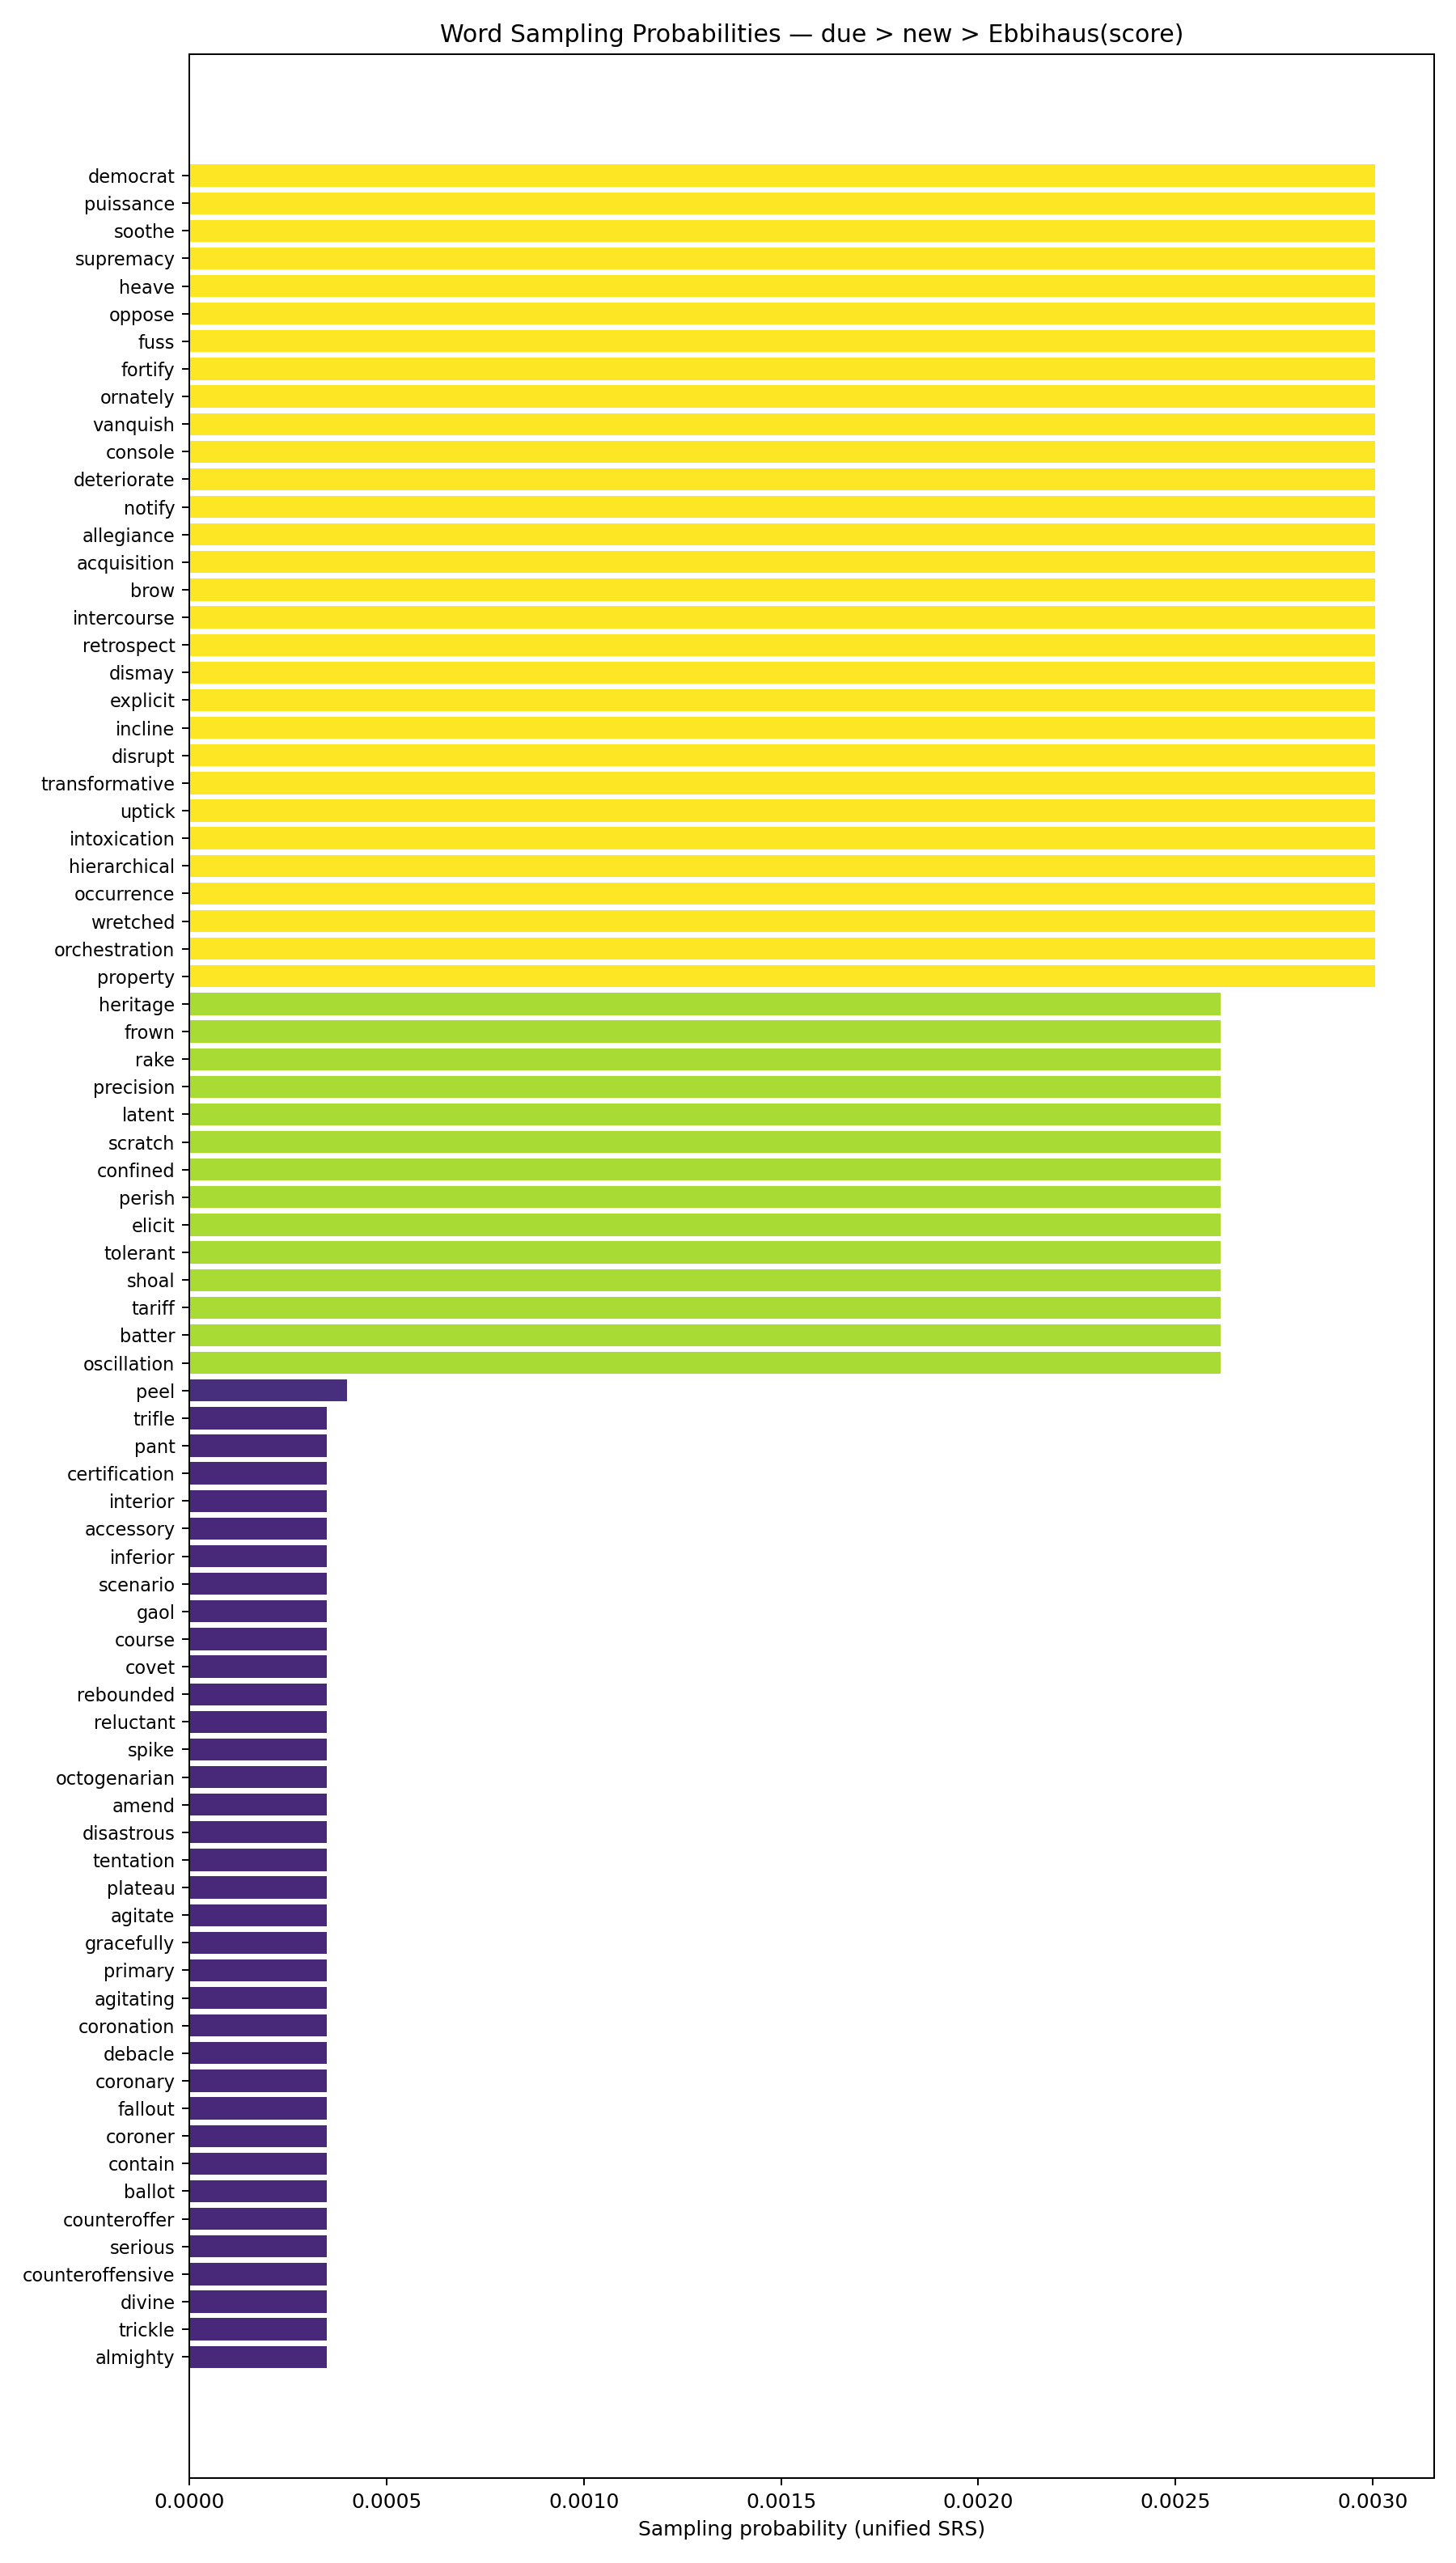 Word Sampling Probabilities — due > new > Ebbihaus(score)
democrat
puissance
soothe
supremacy
heave
oppose
fuss
fortify
ornately
vanquish
console
deteriorate
notify
allegiance
acquisition
brow
intercourse
retrospect
dismay
explicit
incline
disrupt
transformative
uptick
intoxication
hierarchical
occurrence
wretched
orchestration
property
heritage
frown
rake
precision
latent
scratch
confined
perish
elicit
tolerant
shoal
tariff
batter
oscillation
peel
trifle
pant
certification
interior
accessory
inferior
scenario
gaol
course
covet
rebounded
reluctant
spike
octogenarian
amend
disastrous
tentation
plateau
agitate
gracefully
primary
agitating
coronation
debacle
coronary
fallout
coroner
contain
ballot
counteroffer
serious
counteroffensive
divine
trickle
almighty
0.0000 0.0005 0.0010 0.0015 0.0020 0.0025 0.0030
Sampling probability (unified SRS)